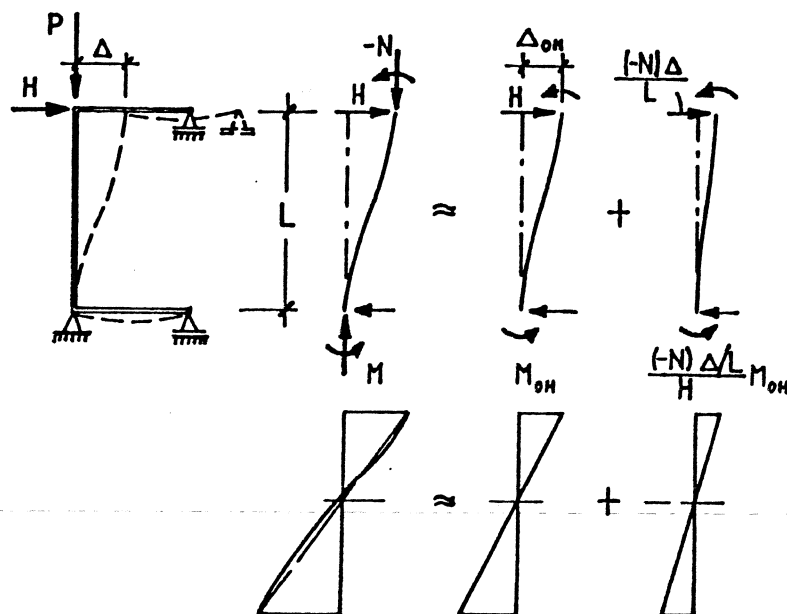 P
Δ
H
-N
H
Δ_OH
H
(-N) Δ
L
L
≈
+
M
M_OH
(-N) Δ/L M_OH
H
≈
+